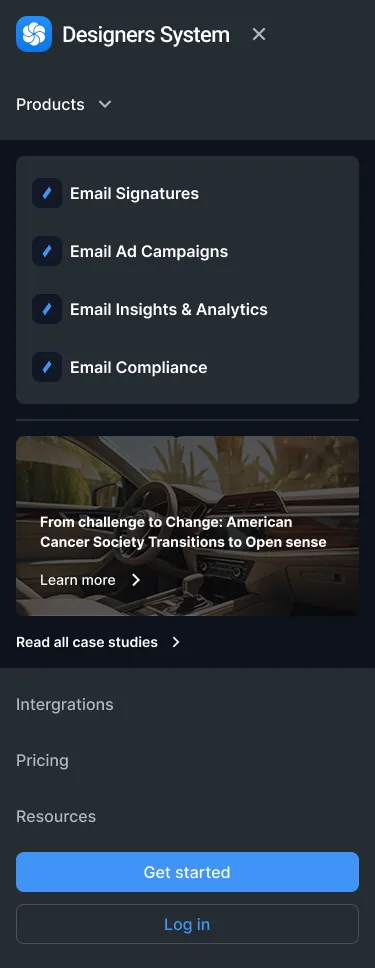 Designers System
Products
Email Signatures
Email Ad Campaigns
Email Insights & Analytics
Email Compliance
From challenge to Change: American
Cancer Society Transitions to Open sense
Learn more
Read all case studies
Intergrations
Pricing
Resources
Get started
Log in